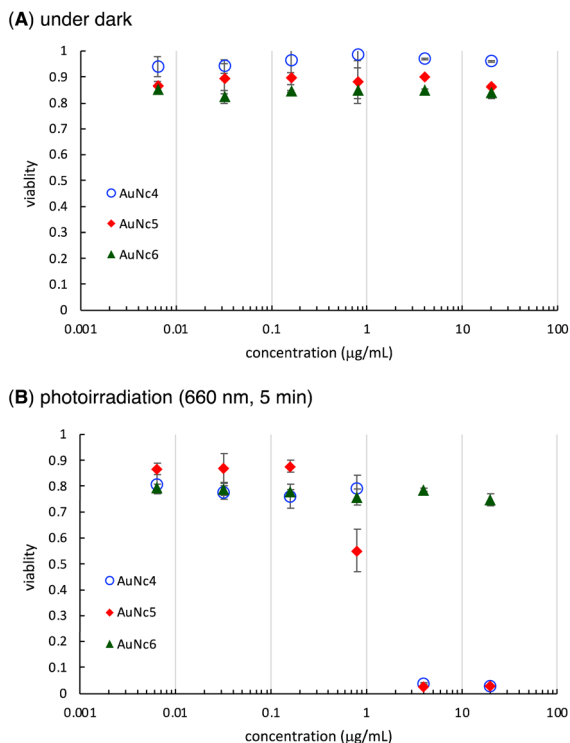 (A) under dark
1
0.9
0.8
0.7
0.6
0.5
0.4
0.3
0.2
0.1
0
viablity
AuNc4
AuNc5
AuNc6
0.001 0.01 0.1 1 10 100
concentration (μg/mL)
(B) photoirradiation (660 nm, 5 min)
1
0.9
0.8
0.7
0.6
0.5
0.4
0.3
0.2
0.1
0
viablity
AuNc4
AuNc5
AuNc6
0.001 0.01 0.1 1 10 100
concentration (μg/mL)